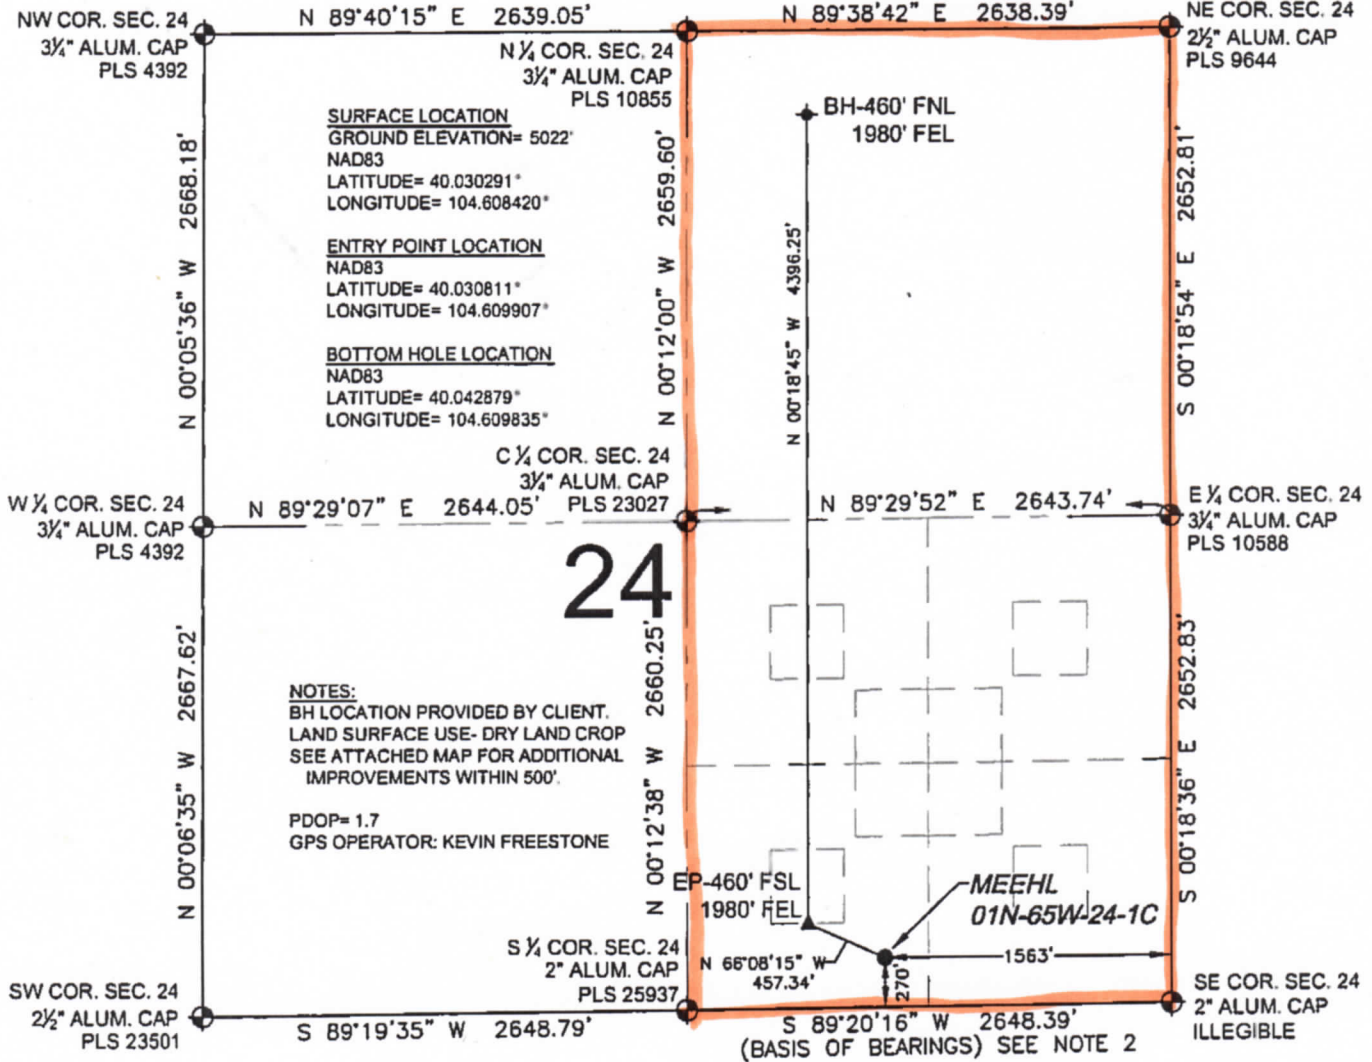 NW COR. SEC. 24
3¼" ALUM. CAP
PLS 4392
N 89°40'15" E 2639.05'
N ¼ COR. SEC. 24
3¼" ALUM. CAP
PLS 10855
N 89°38'42" E 2638.39'
NE COR. SEC. 24
2½" ALUM. CAP
PLS 9644
SURFACE LOCATION
GROUND ELEVATION= 5022'
NAD83
LATITUDE= 40.030291°
LONGITUDE= 104.608420°
ENTRY POINT LOCATION
NAD83
LATITUDE= 40.030811°
LONGITUDE= 104.609907°
BOTTOM HOLE LOCATION
NAD83
LATITUDE= 40.042879°
LONGITUDE= 104.609835°
BH-460' FNL
1980' FEL
N 00°05'36" W 2668.18'
N 00°12'00" W 2659.60'
N 00°18'45" W 4396.25'
S 00°18'54" E 2652.81'
C ¼ COR. SEC. 24
3¼" ALUM. CAP
PLS 23027
W ¼ COR. SEC. 24
3¼" ALUM. CAP
PLS 4392
N 89°29'07" E 2644.05'
N 89°29'52" E 2643.74'
E ¼ COR. SEC. 24
3¼" ALUM. CAP
PLS 10588
24
NOTES:
BH LOCATION PROVIDED BY CLIENT.
LAND SURFACE USE- DRY LAND CROP
SEE ATTACHED MAP FOR ADDITIONAL
IMPROVEMENTS WITHIN 500'.
PDOP= 1.7
GPS OPERATOR: KEVIN FREESTONE
N 00°06'35" W 2667.62'
N 00°12'38" W 2660.25'
S 00°18'36" E 2652.83'
EP-460' FSL
1980' FEL
MEEHL
01N-65W-24-1C
N 66°08'15" W
457.34'
1563'
270'
S ¼ COR. SEC. 24
2" ALUM. CAP
PLS 25937
SW COR. SEC. 24
2½" ALUM. CAP
PLS 23501
S 89°19'35" W 2648.79'
S 89°20'16" W 2648.39'
(BASIS OF BEARINGS) SEE NOTE 2
SE COR. SEC. 24
2" ALUM. CAP
ILLEGIBLE